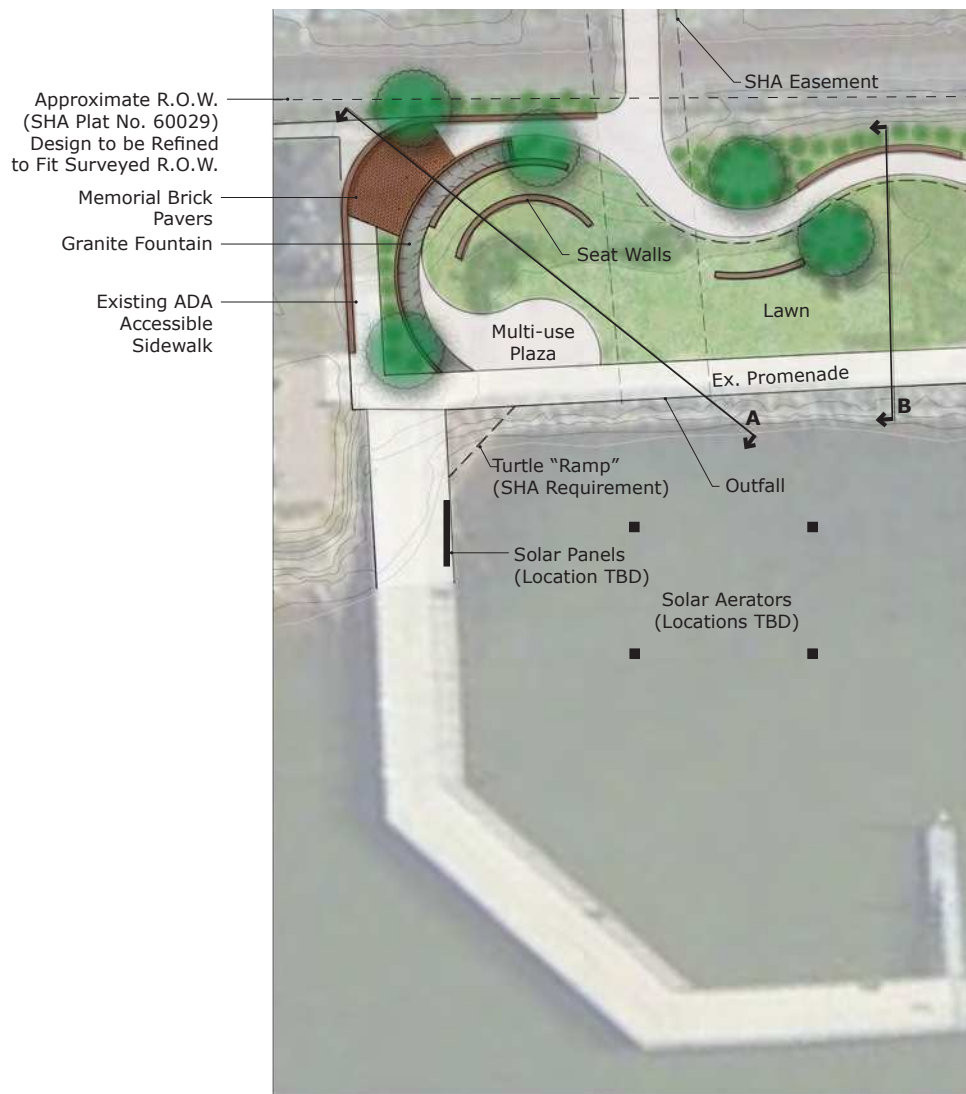 SHA Easement
Approximate R.O.W.
(SHA Plat No. 60029)
Design to be Refined
to Fit Surveyed R.O.W.
Memorial Brick
Pavers
Granite Fountain
Seat Walls
Existing ADA
Accessible
Sidewalk
Lawn
Multi-use
Plaza
Ex. Promenade
A
B
Turtle “Ramp”
(SHA Requirement)
Outfall
Solar Panels
(Location TBD)
Solar Aerators
(Locations TBD)